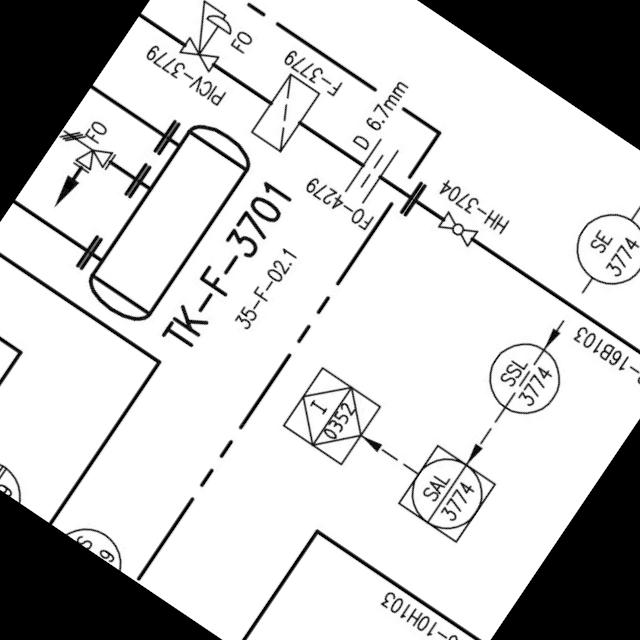 FO
PICV-3779
F-3779
D 6.7mm
FO
FO-4279
HH-3704
TK-F-3701
35-F-02.1
SE
3774
-16B103
SSL
3774
I
0352
SAL
3774
-10H103